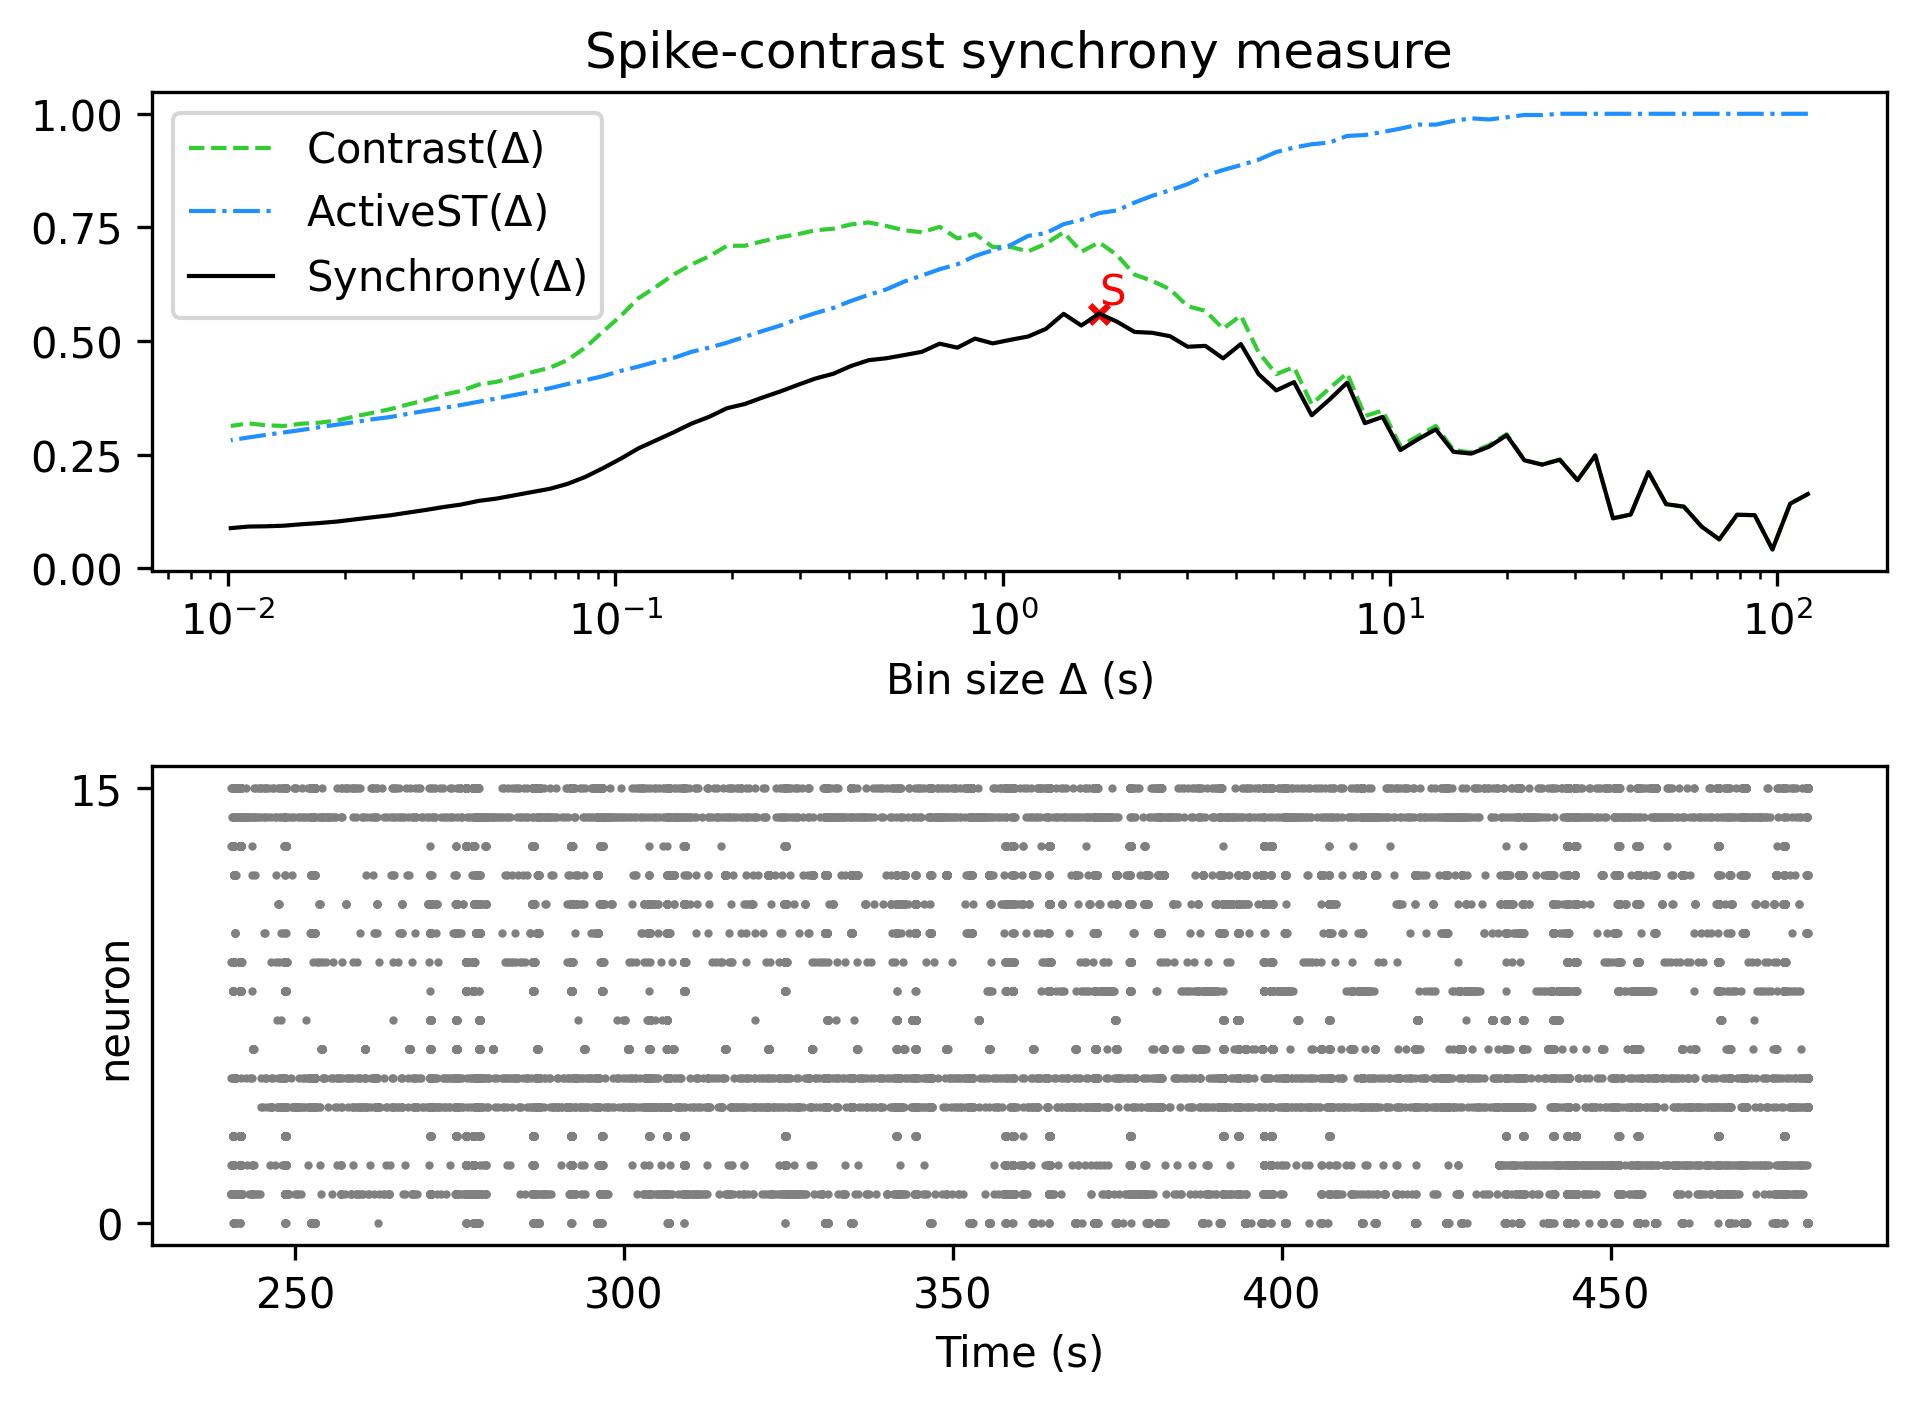 Spike-contrast synchrony measure
1.00
0.75
0.50
0.25
0.00
Contrast(Δ)
ActiveST(Δ)
Synchrony(Δ)
S
10⁻² 10⁻¹ 10⁰ 10¹ 10²
Bin size Δ (s)
15
0
neuron
250 300 350 400 450
Time (s)